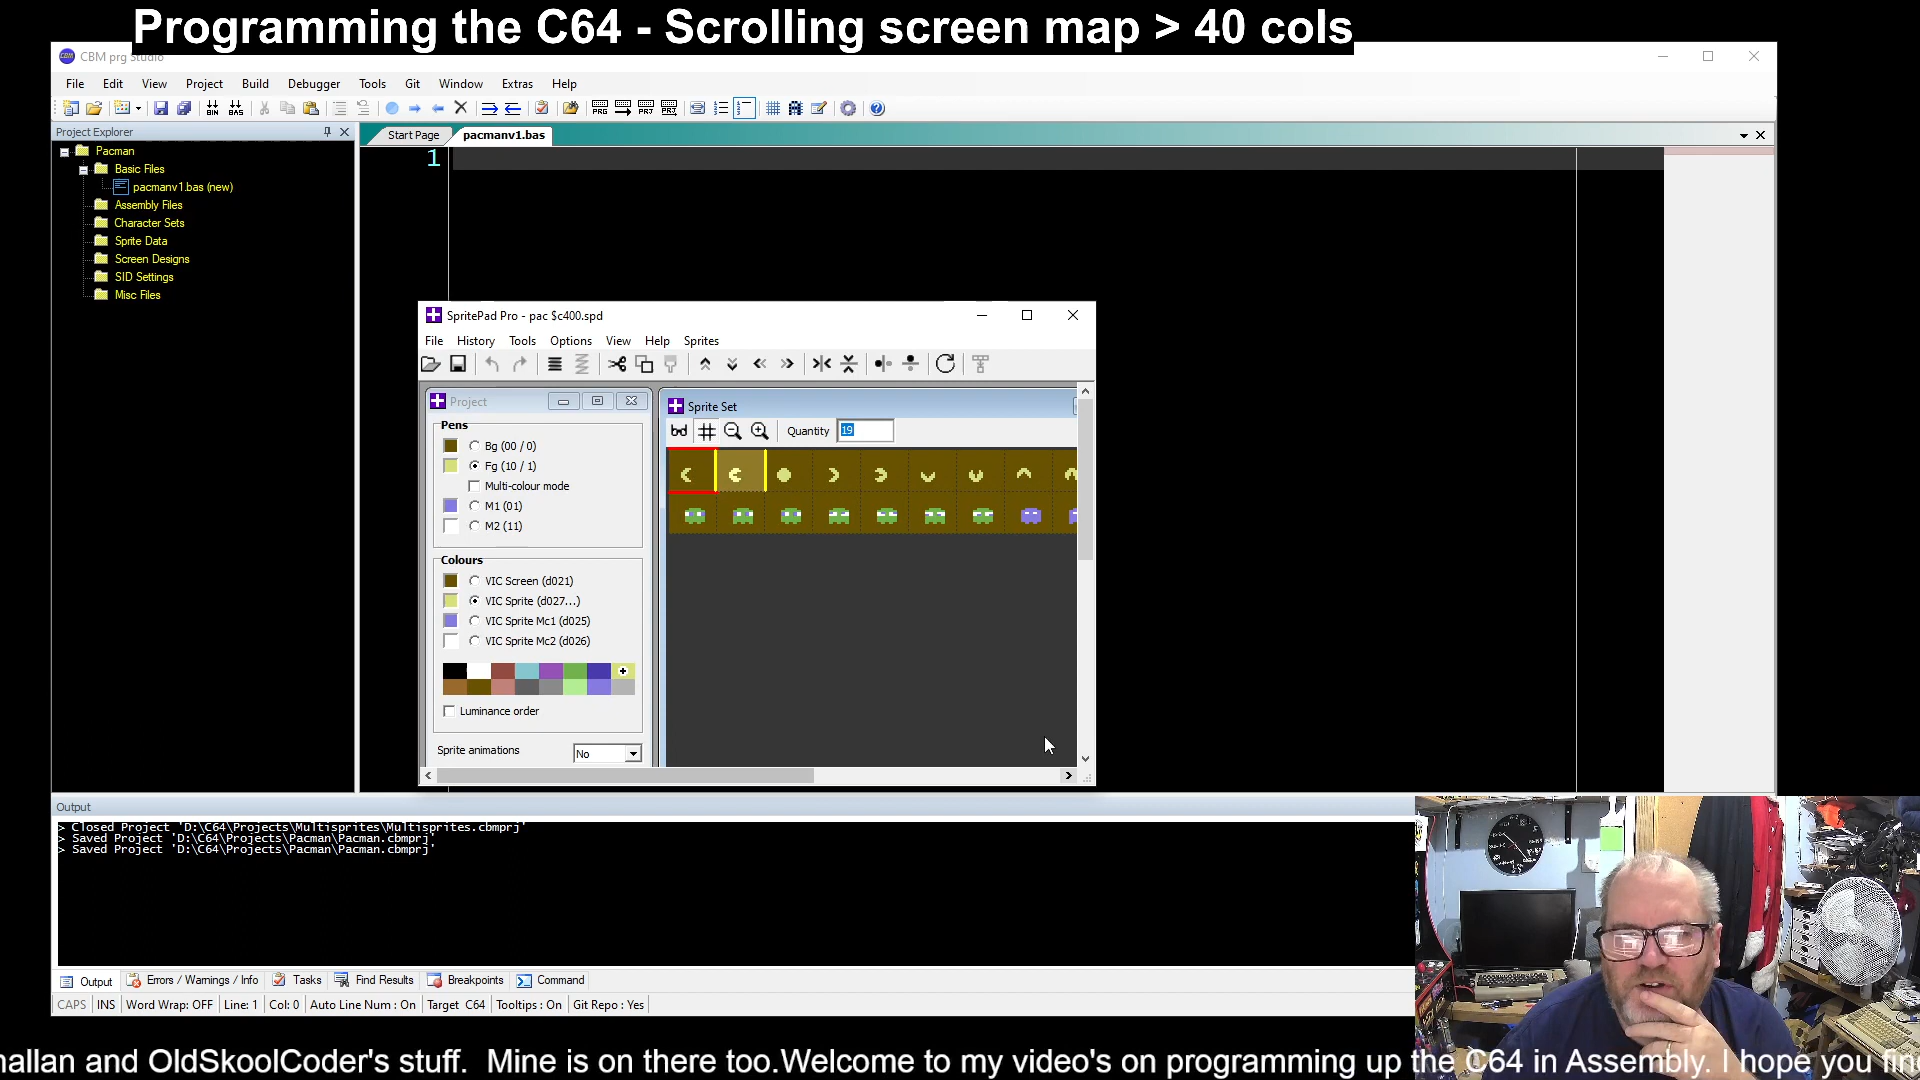 Programming the C64 - Scrolling screen map > 40 cols
CBM prg Studio
File Edit View Project Build Debugger Tools Git Window Extras Help
Project Explorer
Start Page pacmanv1.bas
Pacman
Basic Files
pacmanv1.bas (new)
Assembly Files
Character Sets
Sprite Data
Screen Designs
SID Settings
Misc Files
1
SpritePad Pro - pac $c400.spd
File History Tools Options View Help Sprites
Project
Pens
Bg (00 / 0)
Fg (10 / 1)
Multi-colour mode
M1 (01)
M2 (11)
Colours
VIC Screen (d021)
VIC Sprite (d027...)
VIC Sprite Mc1 (d025)
VIC Sprite Mc2 (d026)
Luminance order
Sprite animations No
Sprite Set
Quantity 19
Output
> Closed Project 'D:\C64\Projects\Multisprites\Multisprites.cbmprj'
> Saved Project 'D:\C64\Projects\Pacman\Pacman.cbmprj'
> Saved Project 'D:\C64\Projects\Pacman\Pacman.cbmprj'
Output Errors / Warnings / Info Tasks Find Results Breakpoints Command
CAPS INS Word Wrap: OFF Line: 1 Col: 0 Auto Line Num : On Target C64 Tooltips : On Git Repo : Yes
hallan and OldSkoolCoder's stuff. Mine is on there too.Welcome to my video's on programming up the C64 in Assembly. I hope you fin